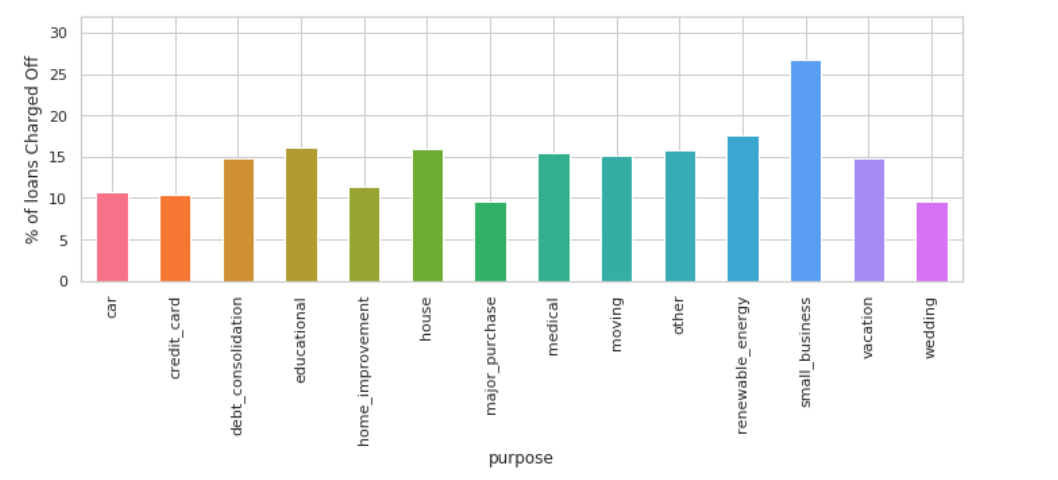 % of loans Charged Off
30
25
20
15
10
5
0
car
credit_card
debt_consolidation
educational
home_improvement
house
major_purchase
medical
moving
other
renewable_energy
small_business
vacation
wedding
purpose